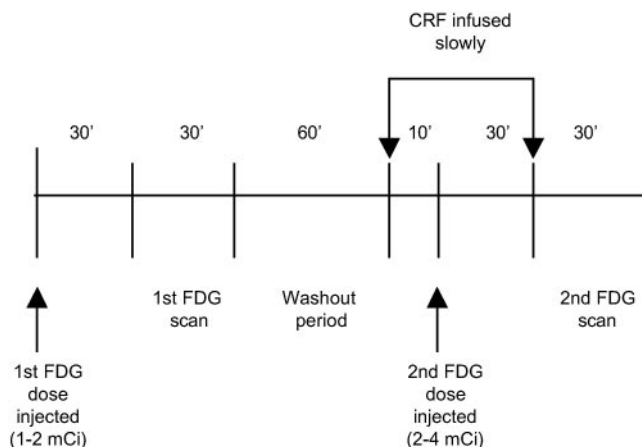 CRF infused
slowly
30’ 30’ 60’ 10’ 30’ 30’
1st FDG
scan
Washout
period
2nd FDG
scan
1st FDG
dose
injected
(1-2 mCi)
2nd FDG
dose
injected
(2-4 mCi)